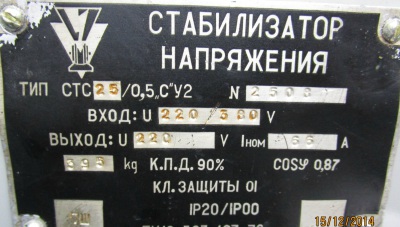 СТАБИЛИЗАТОР
НАПРЯЖЕНИЯ
ТИП СТС 25/0,5 „С"У2 N
ВХОД: U 220/380 V
ВЫХОД: U 220 V Iном 66 A
kg К.П.Д. 90% COSφ 0,87
КЛ. ЗАЩИТЫ 01
IP20/IP00
15/12/2014